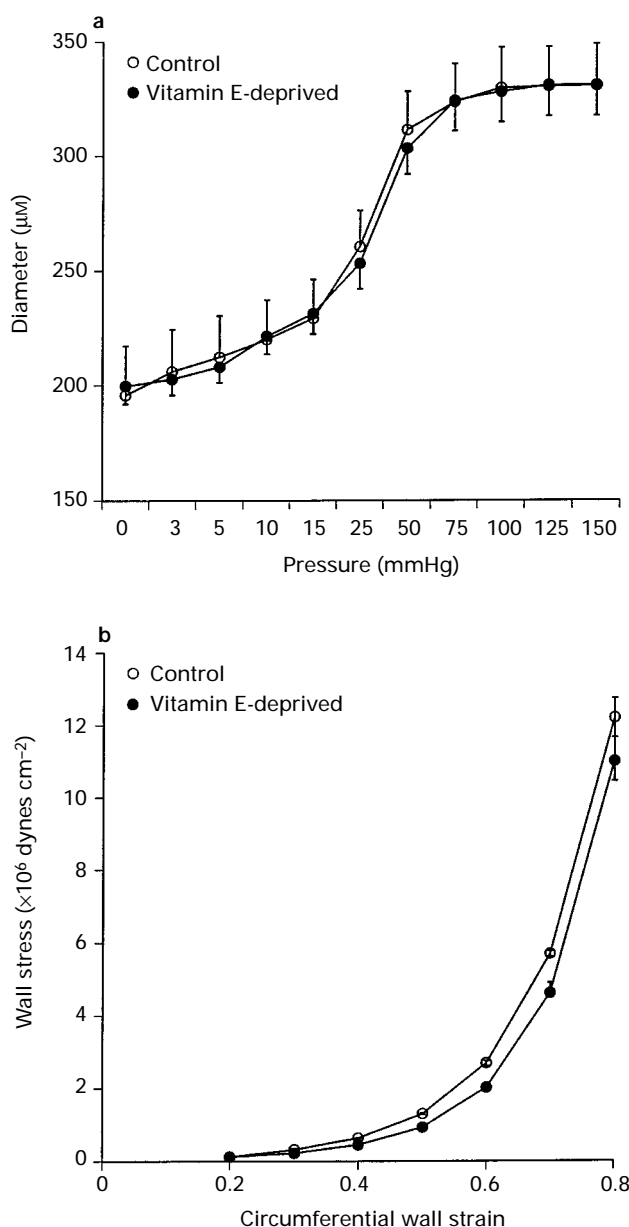 a
350
Control
Vitamin E-deprived
300
Diameter (µM)
250
200
150
0 3 5 10 15 25 50 75 100 125 150
Pressure (mmHg)
b
14
Control
Vitamin E-deprived
12
10
Wall stress (×10⁶ dynes cm⁻²)
8
6
4
2
0
0 0.2 0.4 0.6 0.8
Circumferential wall strain